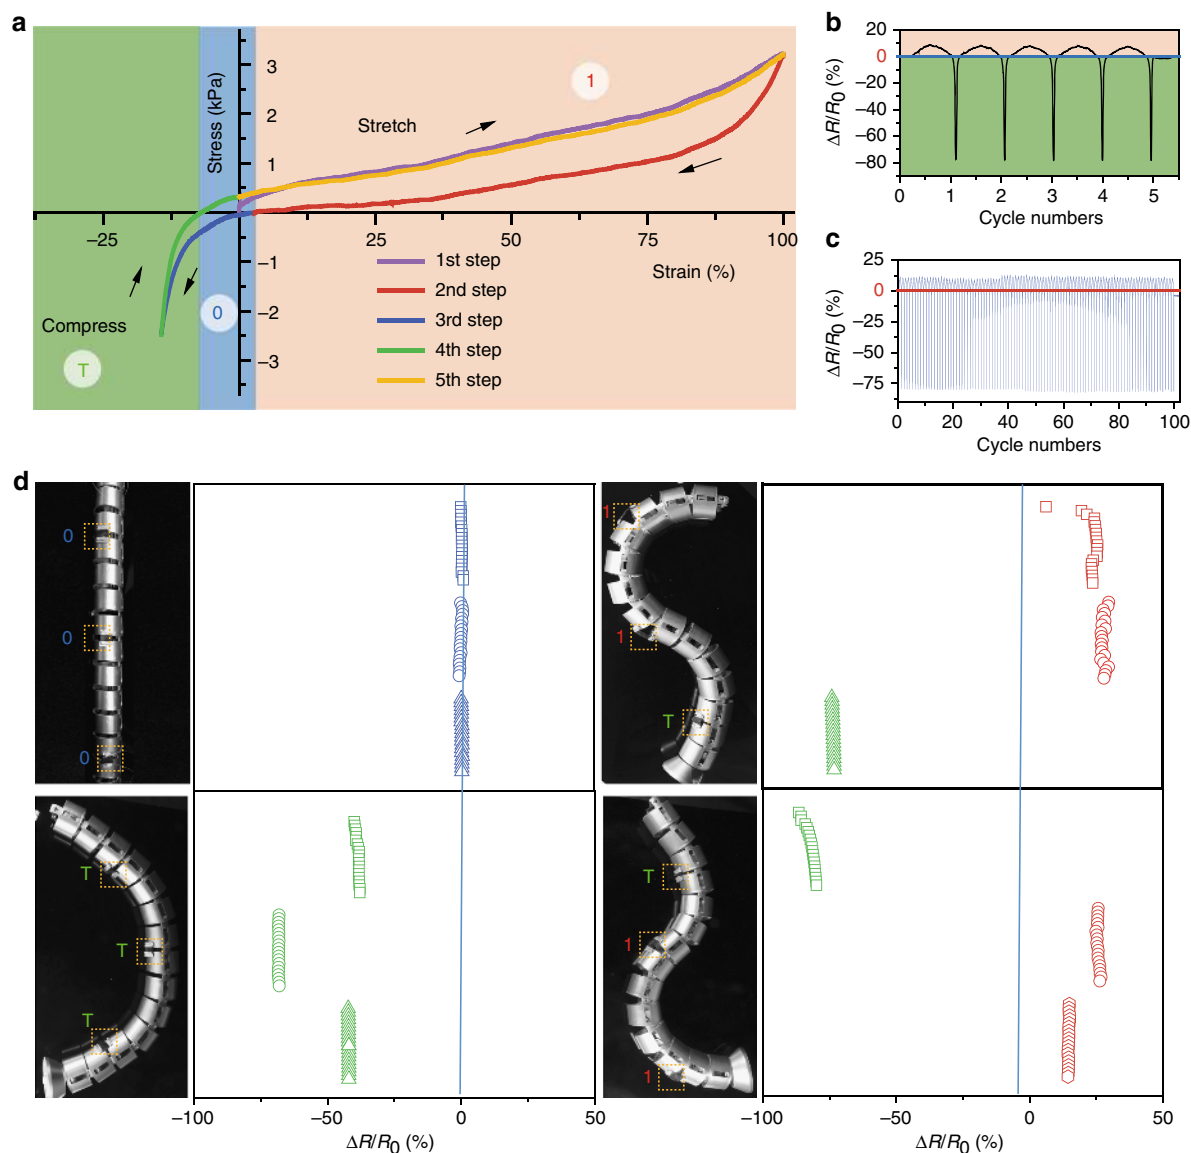 a
Stress (kPa)
3
2
1
−1
−2
−3
−25
25
50
75
100
Strain (%)
Stretch
Compress
1
0
T
1st step
2nd step
3rd step
4th step
5th step
b
20
0
−20
−40
−60
−80
ΔR/R0 (%)
0
1
2
3
4
5
Cycle numbers
c
25
0
−25
−50
−75
ΔR/R0 (%)
0
20
40
60
80
100
Cycle numbers
d
0
0
0
1
1
T
T
T
T
T
1
1
−100
−50
0
50
ΔR/R0 (%)
−100
−50
0
50
ΔR/R0 (%)